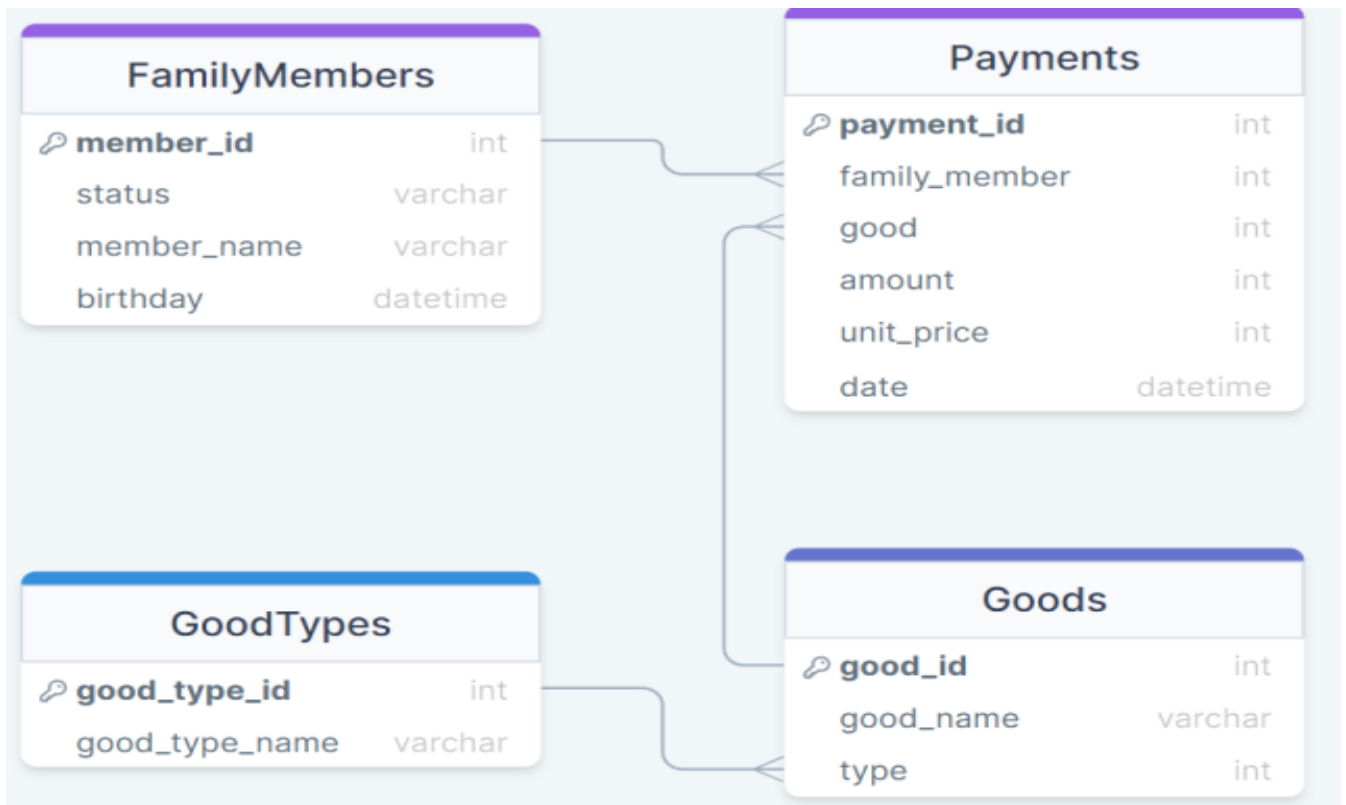 FamilyMembers
member_id int
status varchar
member_name varchar
birthday datetime
Payments
payment_id int
family_member int
good int
amount int
unit_price int
date datetime
GoodTypes
good_type_id int
good_type_name varchar
Goods
good_id int
good_name varchar
type int